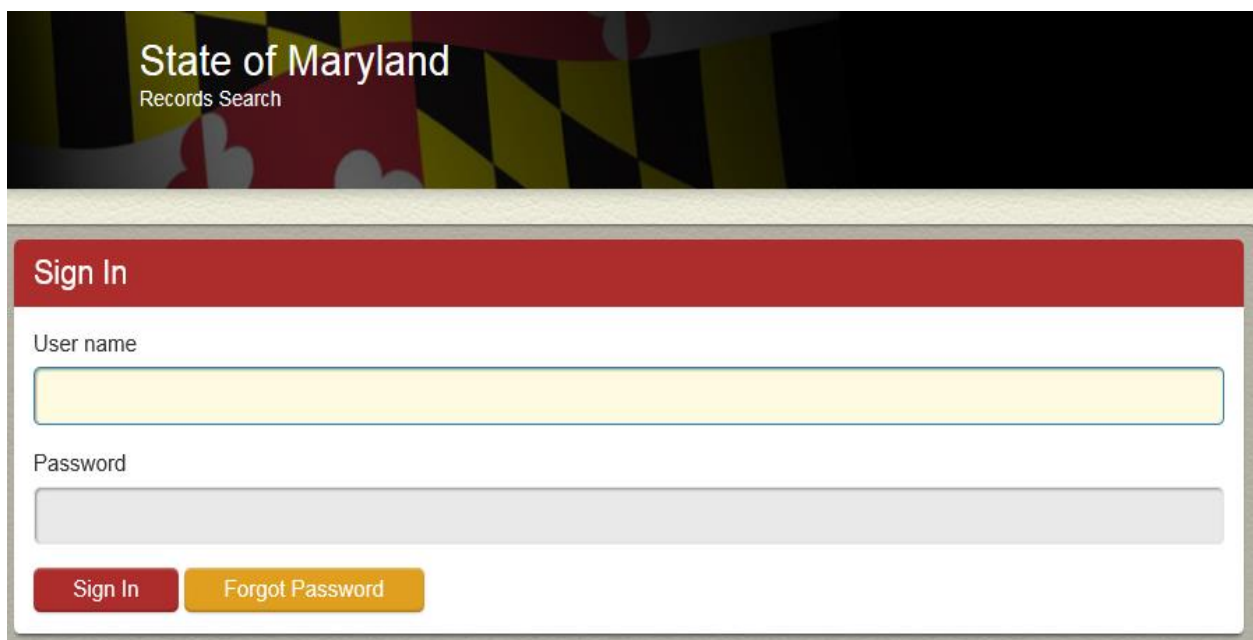 State of Maryland
Records Search
Sign In
User name
Password
Sign In Forgot Password